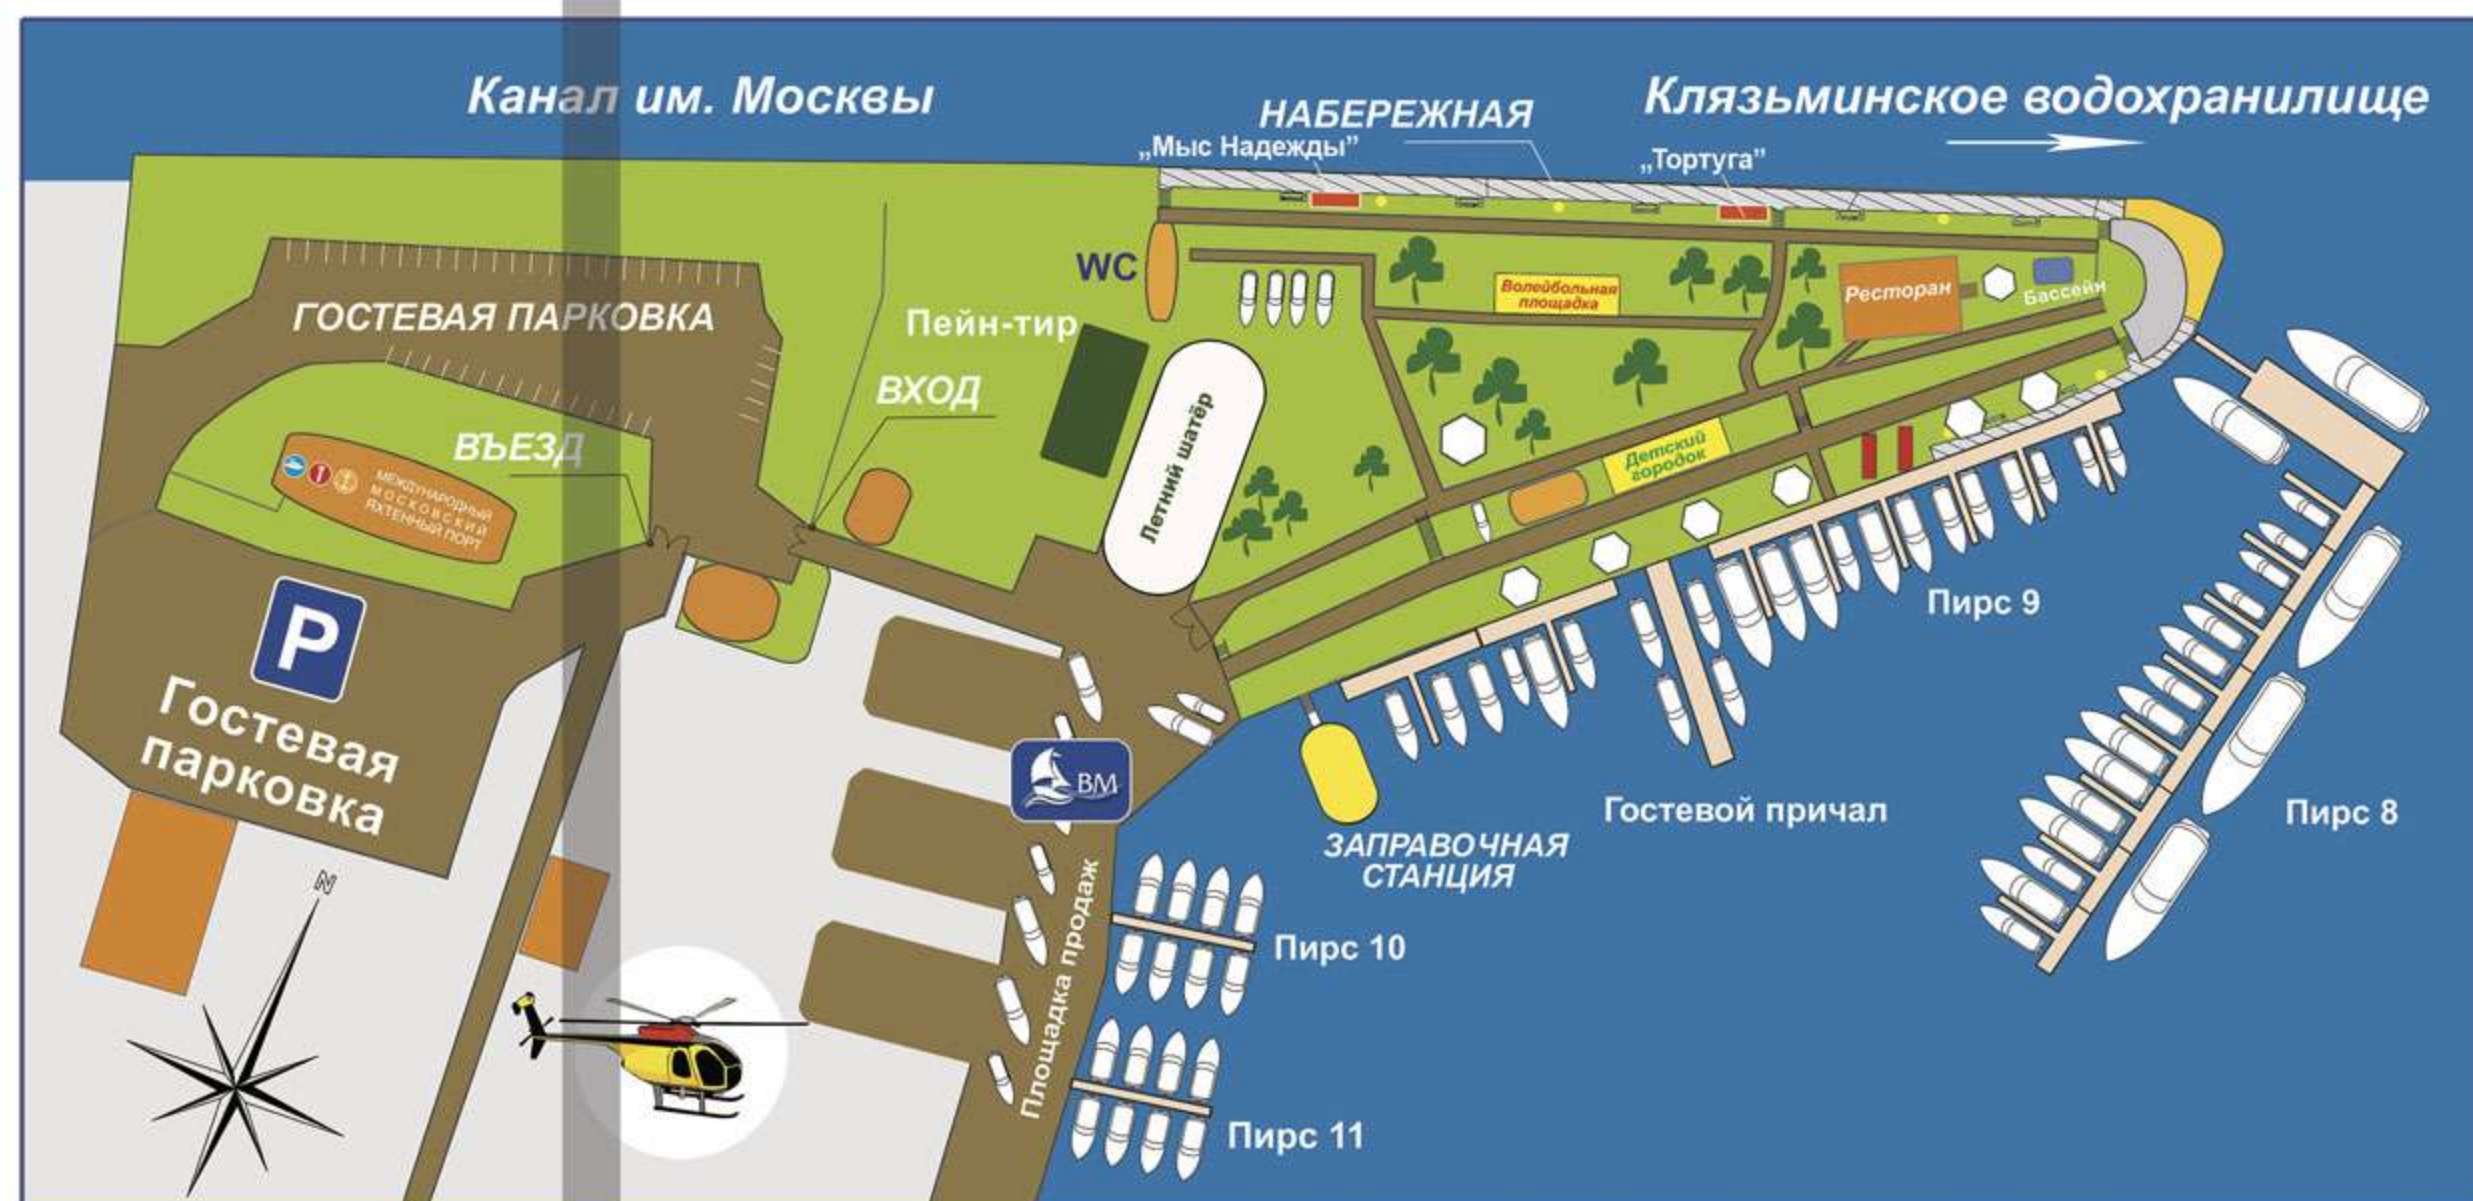 Канал им. Москвы
НАБЕРЕЖНАЯ
Клязьминское водохранилище
„Мыс Надежды”
„Тортуга”
WC
ГОСТЕВАЯ ПАРКОВКА
Пейн-тир
ВХОД
Волейбольная
площадка
Ресторан
Бассейн
ВЪЕЗД
МЕЖДУНАРОДНЫЙ
МОСКОВСКИЙ
ЯХТЕННЫЙ ПОРТ
Летний шатёр
Детский
городок
P
Гостевая
парковка
Пирс 9
ВМ
Гостевой причал
Пирс 8
ЗАПРАВОЧНАЯ
СТАНЦИЯ
N
Площадка продаж
Пирс 10
Пирс 11